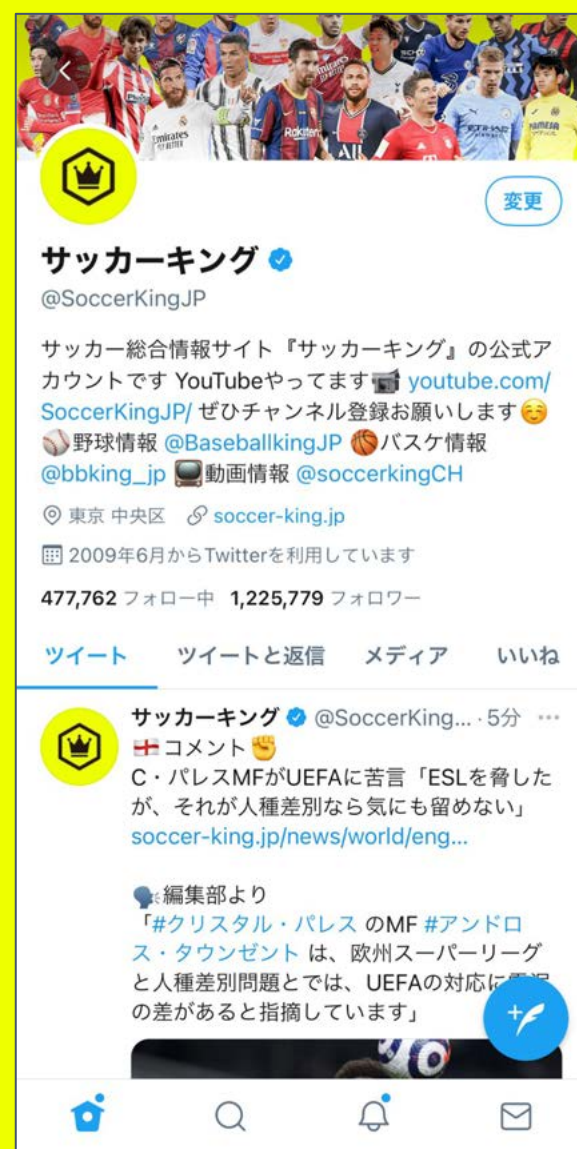 Rakuten
変更
サッカーキング
@SoccerKingJP
サッカー総合情報サイト『サッカーキング』の公式ア
カウントです YouTubeやってます📹 youtube.com/
SoccerKingJP/ ぜひチャンネル登録お願いします☺️
⚾野球情報 @BaseballkingJP 🏀バスケ情報
@bbking_jp 📺動画情報 @soccerkingCH
東京 中央区 soccer-king.jp
2009年6月からTwitterを利用しています
477,762 フォロー中 1,225,779 フォロワー
ツイート ツイートと返信 メディア いいね
サッカーキング @SoccerKing... · 5分 ···
🏴󠁧󠁢󠁥󠁮󠁧󠁿コメント✊
C・パレスMFがUEFAに苦言「ESLを脅した
が、それが人種差別なら気にも留めない」
soccer-king.jp/news/world/eng...
🗣編集部より
「#クリスタル・パレス のMF #アンドロ
ス・タウンゼント は、欧州スーパーリーグ
と人種差別問題とでは、UEFAの対応に
の差があると指摘しています」